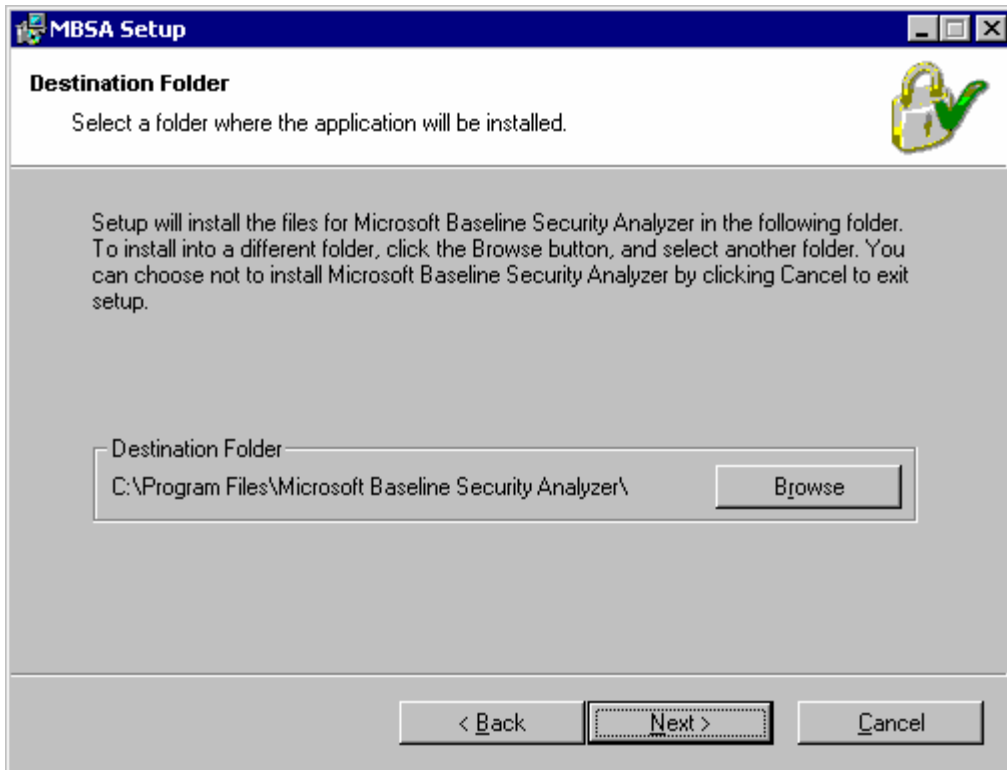 MBSA Setup
Destination Folder
Select a folder where the application will be installed.
Setup will install the files for Microsoft Baseline Security Analyzer in the following folder.
To install into a different folder, click the Browse button, and select another folder. You
can choose not to install Microsoft Baseline Security Analyzer by clicking Cancel to exit
setup.
Destination Folder
C:\Program Files\Microsoft Baseline Security Analyzer\
Browse
< Back
Next >
Cancel